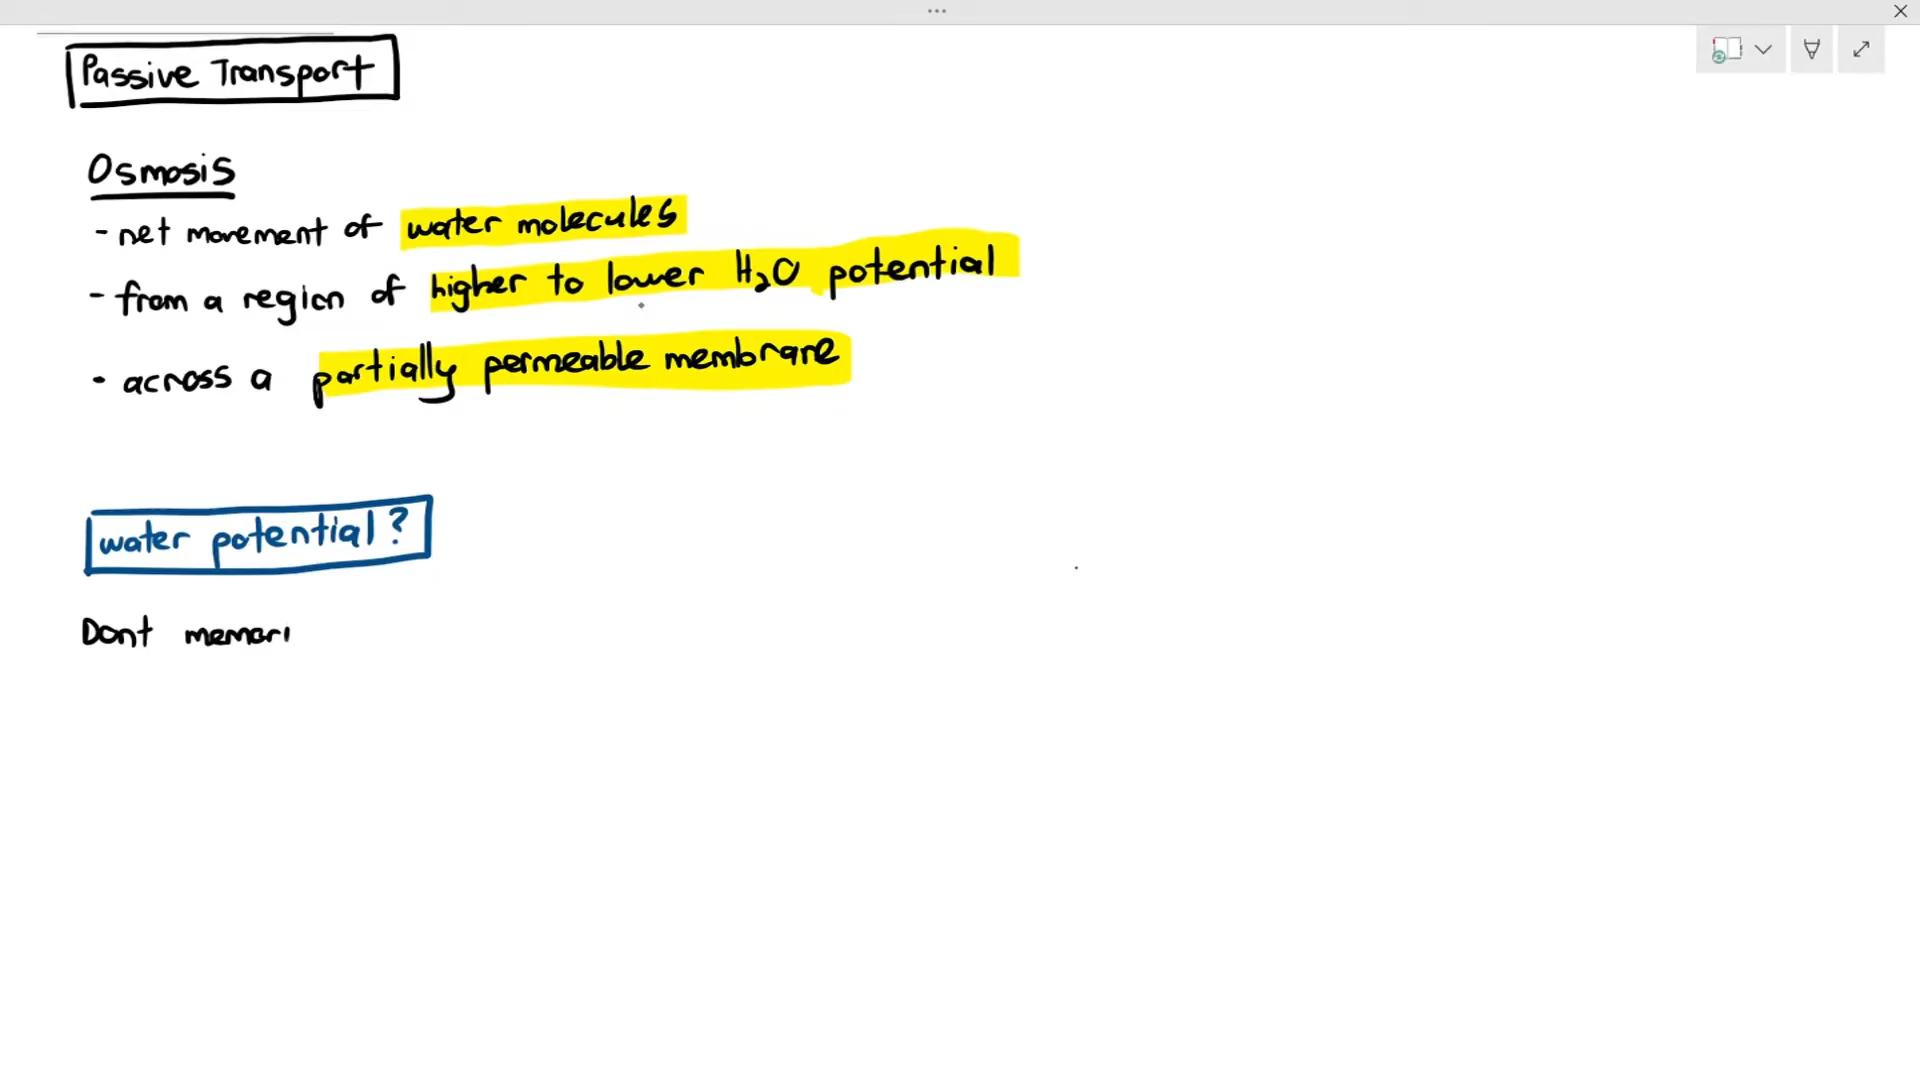 Passive Transport
Osmosis
- net movement of water molecules
- from a region of higher to lower H₂O potential
- across a partially permeable membrane
water potential?
Dont memori